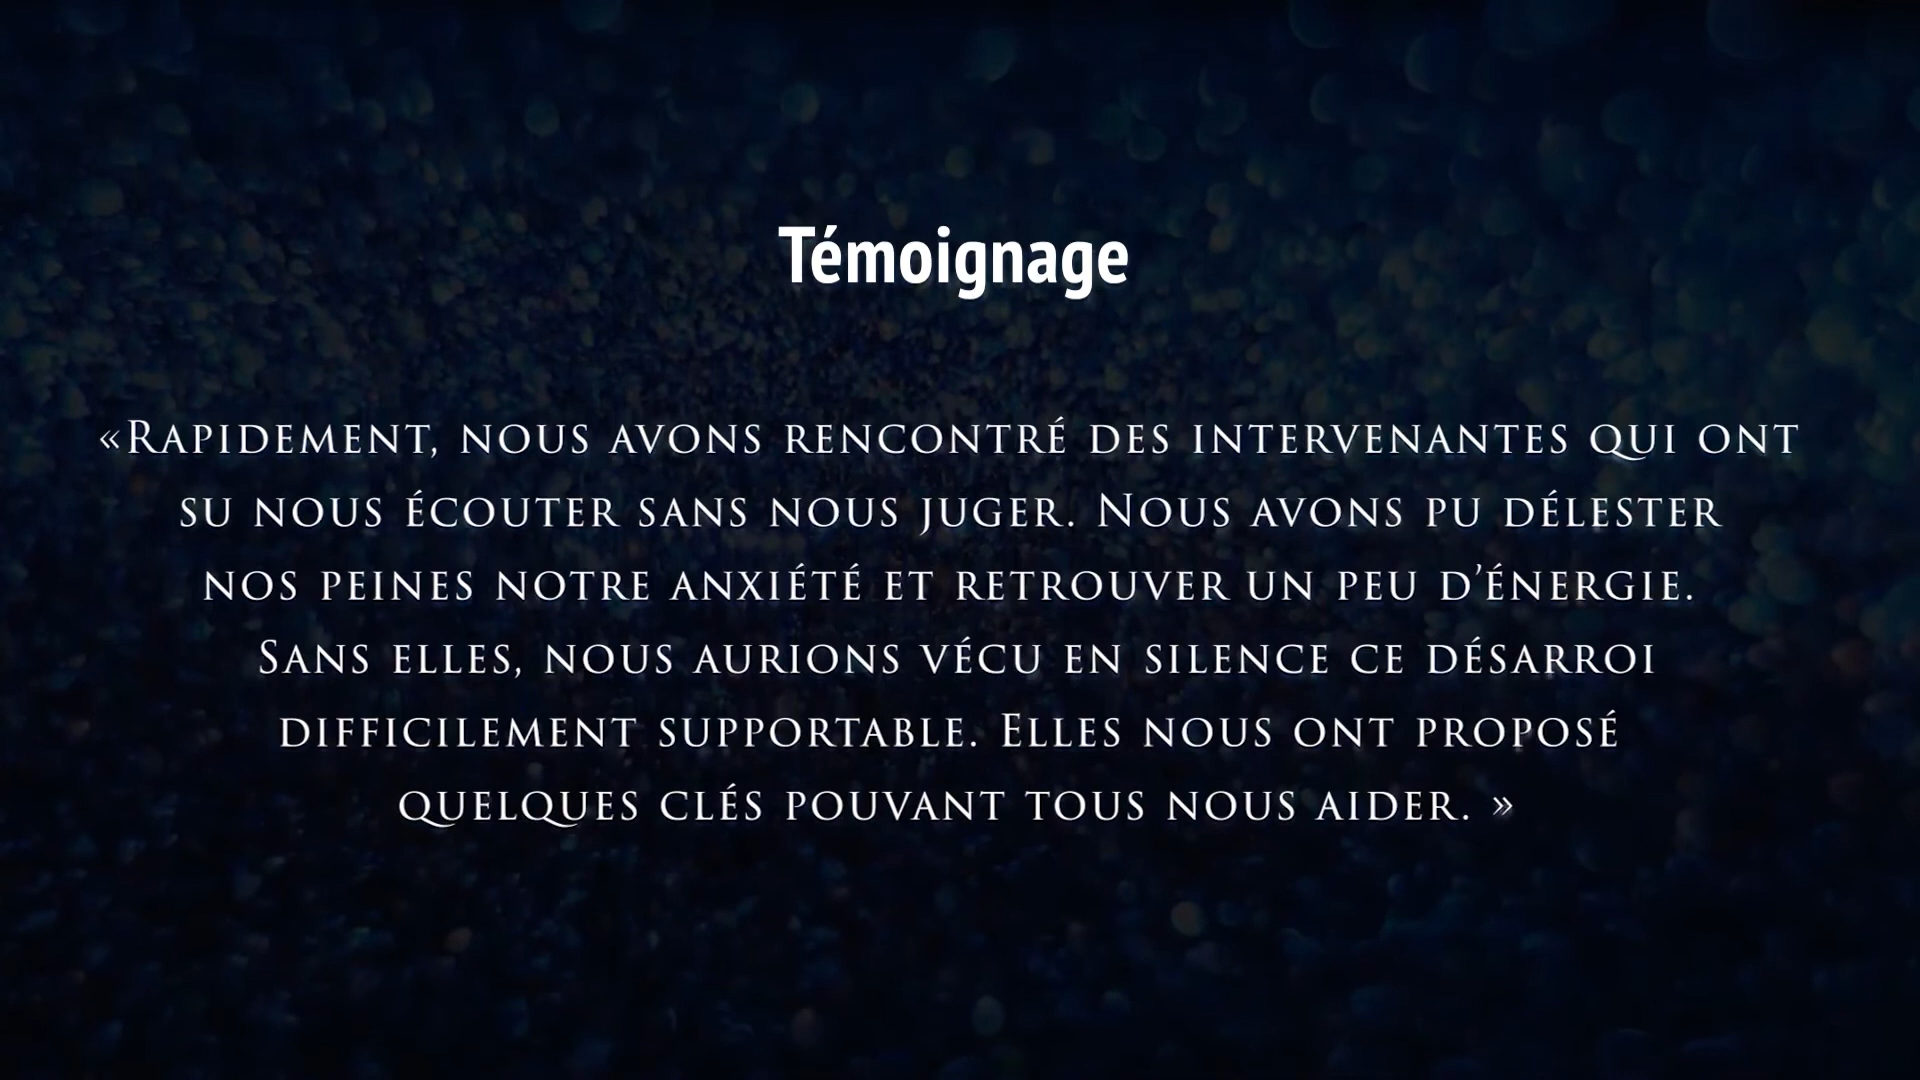 Témoignage
«Rapidement, nous avons rencontré des intervenantes qui ont
su nous écouter sans nous juger. Nous avons pu délester
nos peines notre anxiété et retrouver un peu d’énergie.
Sans elles, nous aurions vécu en silence ce désarroi
difficilement supportable. Elles nous ont proposé
quelques clés pouvant tous nous aider. »